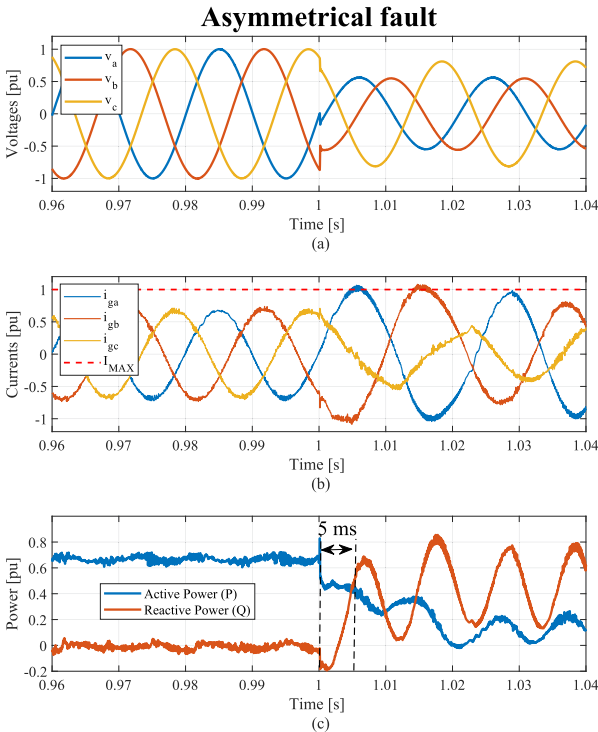 Asymmetrical fault
Voltages [pu]
1
0.5
0
-0.5
-1
v_a
v_b
v_c
0.96 0.97 0.98 0.99 1 1.01 1.02 1.03 1.04
Time [s]
(a)
Currents [pu]
1
0.5
0
-0.5
-1
i_ga
i_gb
i_gc
I_MAX
0.96 0.97 0.98 0.99 1 1.01 1.02 1.03 1.04
Time [s]
(b)
Power [pu]
0.8
0.6
0.4
0.2
0
-0.2
5 ms
Active Power (P)
Reactive Power (Q)
0.96 0.97 0.98 0.99 1 1.01 1.02 1.03 1.04
Time [s]
(c)